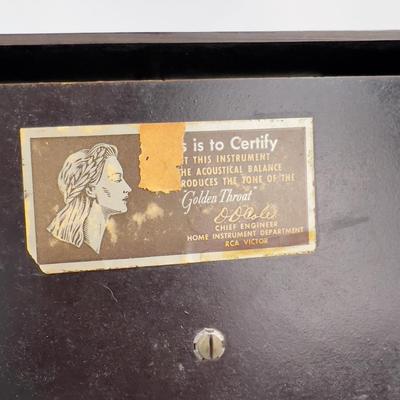 s is to Certify
T THIS INSTRUMENT
HE ACOUSTICAL BALANCE
RODUCES THE TONE OF THE
"Golden Throat"
CHIEF ENGINEER
HOME INSTRUMENT DEPARTMENT
RCA VICTOR